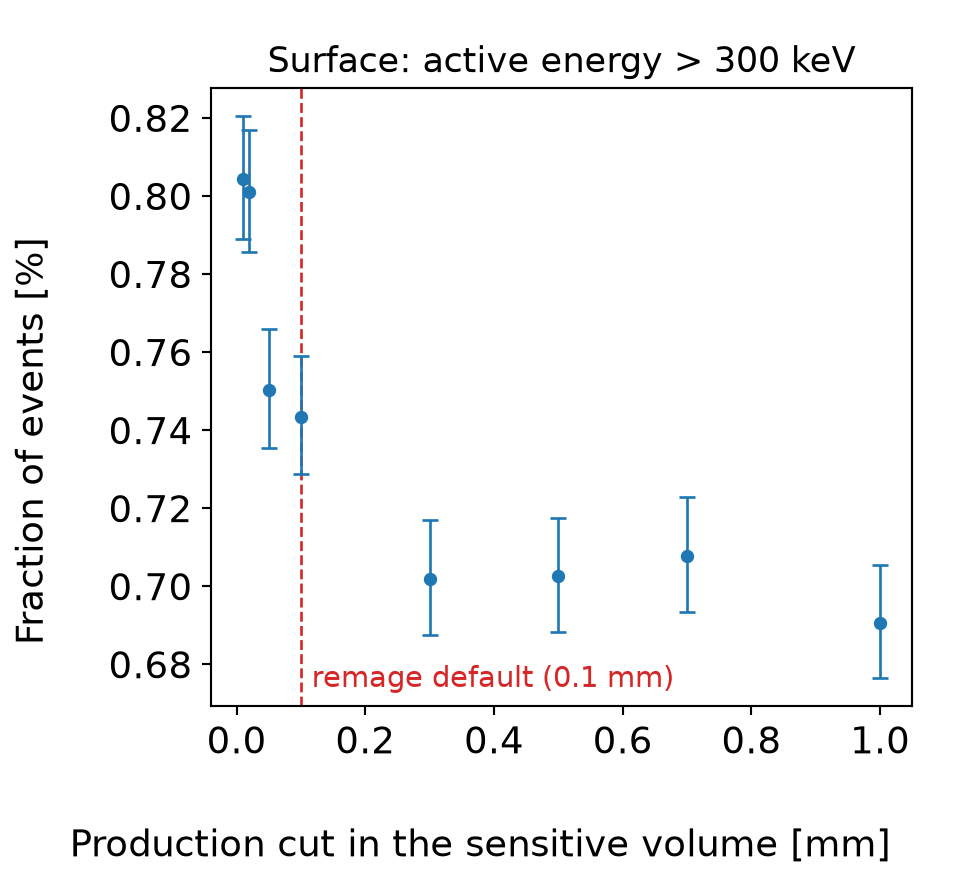 Surface: active energy > 300 keV
Fraction of events [%]
0.82
0.80
0.78
0.76
0.74
0.72
0.70
0.68
remage default (0.1 mm)
0.0 0.2 0.4 0.6 0.8 1.0
Production cut in the sensitive volume [mm]